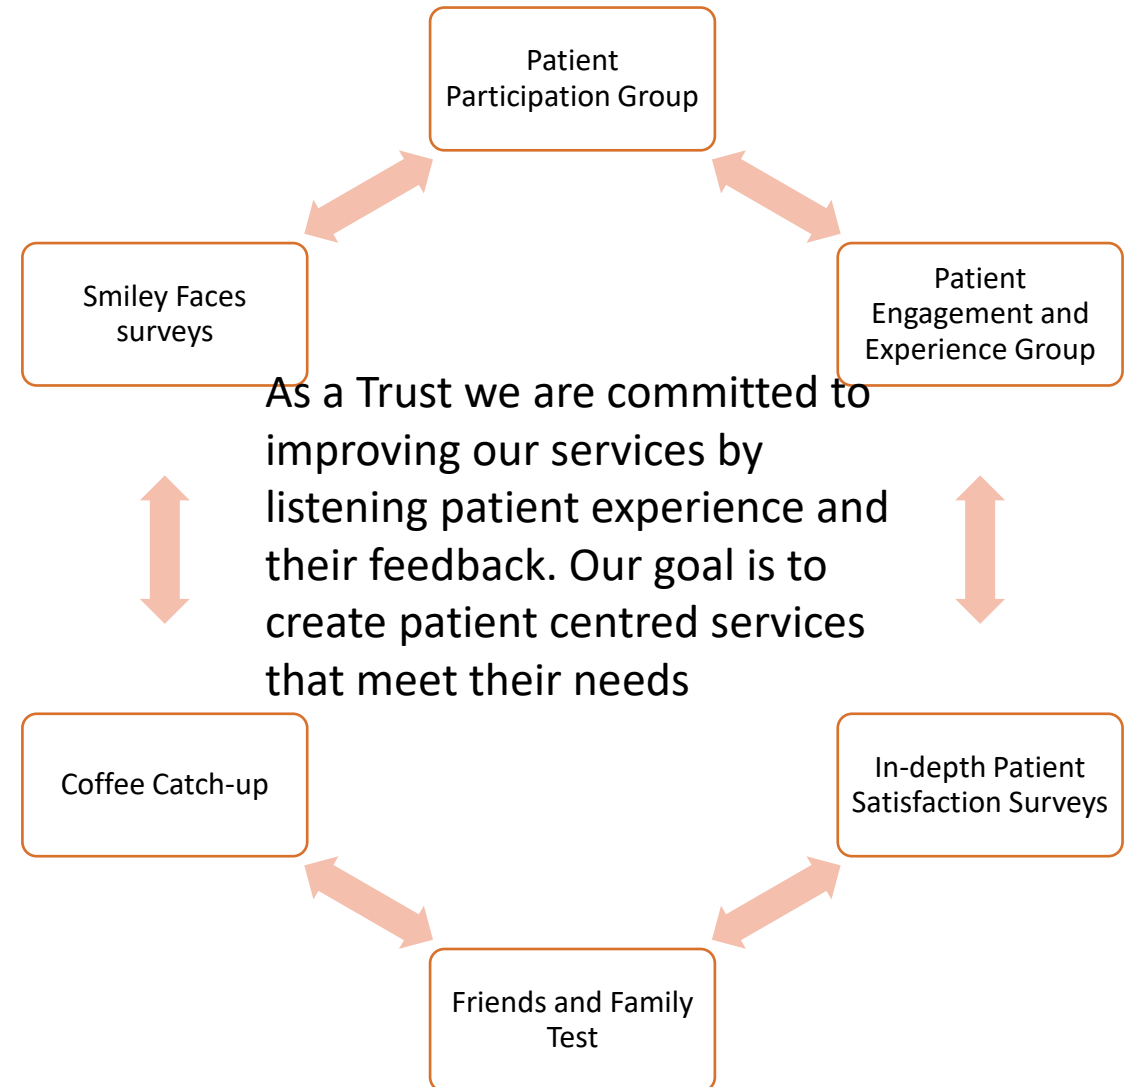 Patient
Participation Group
Smiley Faces
surveys
Patient
Engagement and
Experience Group
As a Trust we are committed to
improving our services by
listening patient experience and
their feedback. Our goal is to
create patient centred services
that meet their needs
Coffee Catch-up
In-depth Patient
Satisfaction Surveys
Friends and Family
Test